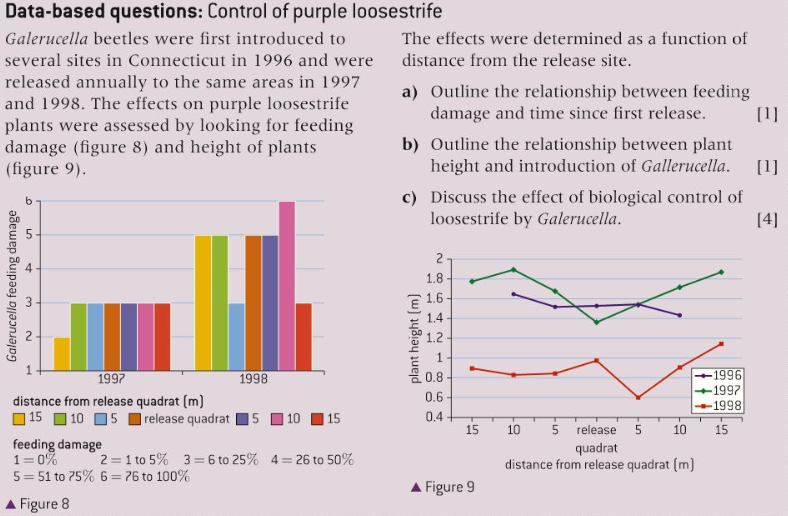 Data-based questions: Control of purple loosestrife
Galerucella beetles were first introduced to
several sites in Connecticut in 1996 and were
released annually to the same areas in 1997
and 1998. The effects on purple loosestrife
plants were assessed by looking for feeding
damage (figure 8) and height of plants
(figure 9).
6
5
4
3
2
1
Galerucella feeding damage
1997
1998
distance from release quadrat (m)
15 10 5 release quadrat 5 10 15
feeding damage
1 = 0% 2 = 1 to 5% 3 = 6 to 25% 4 = 26 to 50%
5 = 51 to 75% 6 = 76 to 100%
▲ Figure 8
The effects were determined as a function of
distance from the release site.
a) Outline the relationship between feeding
damage and time since first release. [1]
b) Outline the relationship between plant
height and introduction of Gallerucella. [1]
c) Discuss the effect of biological control of
loosestrife by Galerucella. [4]
2
1.8
1.6
1.4
1.2
1
0.8
0.6
0.4
plant height (m)
1996
1997
1998
15 10 5 release 5 10 15
quadrat
distance from release quadrat (m)
▲ Figure 9